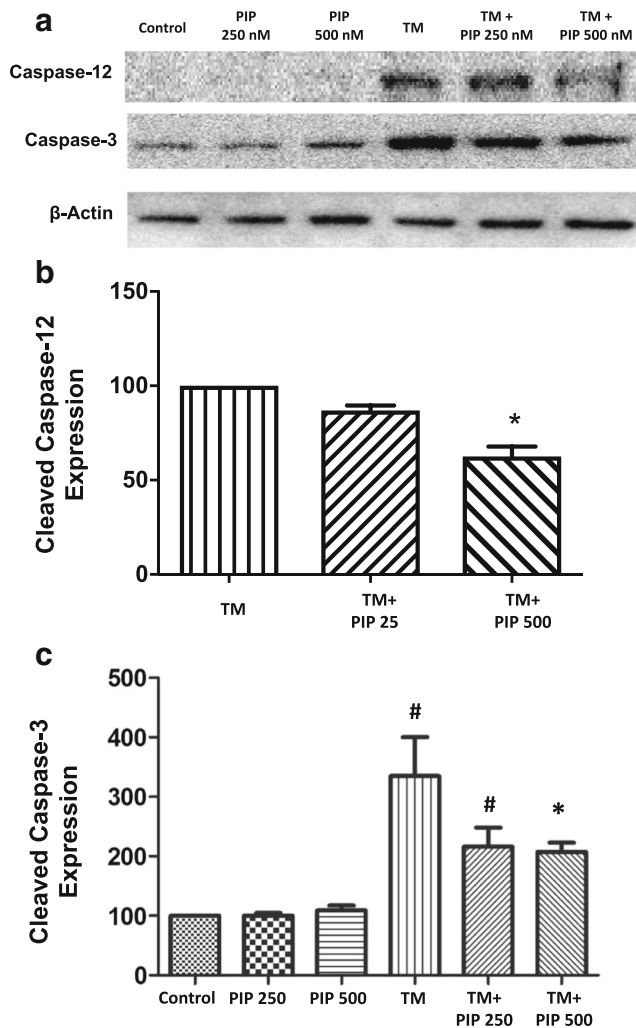 a
Control PIP 250 nM PIP 500 nM TM TM + PIP 250 nM TM + PIP 500 nM
Caspase-12
Caspase-3
β-Actin
b
Cleaved Caspase-12
Expression
150
100
50
0
*
TM TM+ PIP 25 TM+ PIP 500
c
Cleaved Caspase-3
Expression
500
400
300
200
100
0
# # *
Control PIP 250 PIP 500 TM TM+ PIP 250 TM+ PIP 500